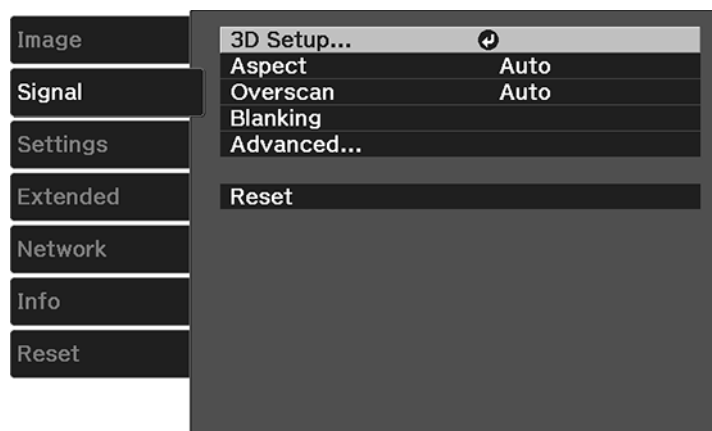 Image
Signal
Settings
Extended
Network
Info
Reset
3D Setup...
Aspect Auto
Overscan Auto
Blanking
Advanced...
Reset